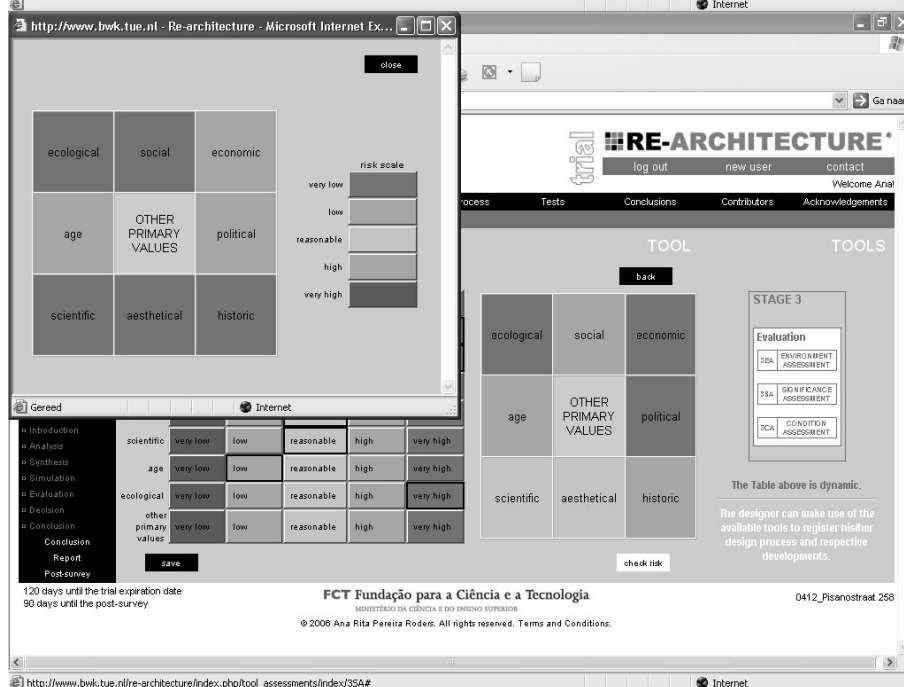 Internet
http://www.bwk.tue.nl - Re-architecture - Microsoft Internet Ex...
close
ecological social economic
age OTHER PRIMARY VALUES political
scientific aesthetical historic
risk scale
very low
low
reasonable
high
very high
Gereed Internet
Ga naar
trial
RE-ARCHITECTURE
log out new user contact
Welcome Ana!
Tests Conclusions Contributors Acknowledgements
TOOL TOOLS
back
ecological social economic
age OTHER PRIMARY VALUES political
scientific aesthetical historic
STAGE 3
Evaluation
3EA ENVIRONMENT ASSESSMENT
3SA SIGNIFICANCE ASSESSMENT
3CA CONDITION ASSESSMENT
The Table above is dynamic.
The designer can make use of the
available tools to register his/her
design process and respective
developments.
Introduction
Analysis
Synthesis
Simulation
Evaluation
Decision
Conclusion
Conclusion
Report
Post-survey
scientific very low low reasonable high very high
age very low low reasonable high very high
ecological very low low reasonable high very high
other primary values very low low reasonable high very high
save
check risk
120 days until the trial expiration date
90 days until the post-survey
FCT Fundação para a Ciência e a Tecnologia
MINISTÉRIO DA CIÊNCIA E DO ENSINO SUPERIOR
© 2006 Ana Rita Pereira Roders. All rights reserved. Terms and Conditions.
0412_Pisanostraat 258
http://www.bwk.tue.nl/re-architecture/index.php/tool_assessments/index/3SA#
Internet